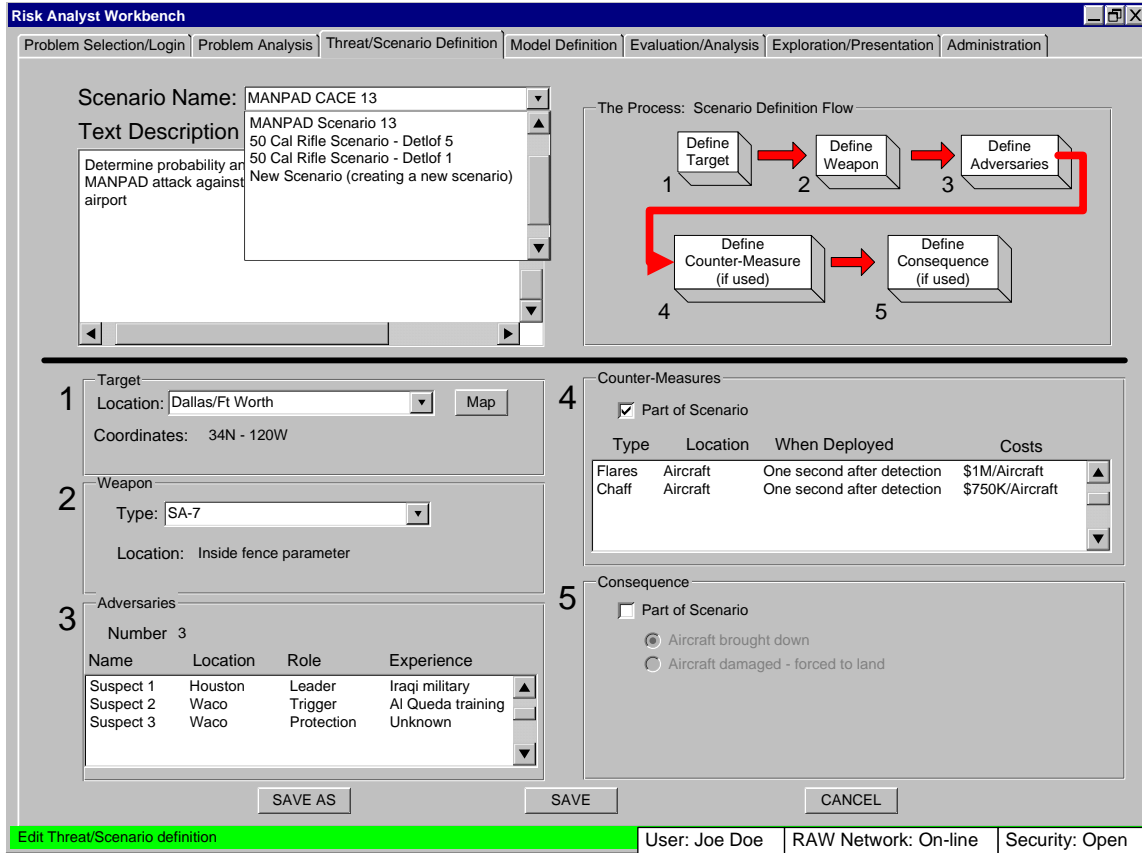 Risk Analyst Workbench
Problem Selection/Login Problem Analysis Threat/Scenario Definition Model Definition Evaluation/Analysis Exploration/Presentation Administration
Scenario Name: MANPAD CACE 13
MANPAD Scenario 13
50 Cal Rifle Scenario - Detlof 5
50 Cal Rifle Scenario - Detlof 1
New Scenario (creating a new scenario)
Text Description
Determine probability an
MANPAD attack against
airport
The Process: Scenario Definition Flow
Define
Target
1
Define
Weapon
2
Define
Adversaries
3
Define
Counter-Measure
(if used)
4
Define
Consequence
(if used)
5
1
Target
Location: Dallas/Ft Worth Map
Coordinates: 34N - 120W
2
Weapon
Type: SA-7
Location: Inside fence parameter
3
Adversaries
Number 3
Name Location Role Experience
Suspect 1 Houston Leader Iraqi military
Suspect 2 Waco Trigger Al Queda training
Suspect 3 Waco Protection Unknown
4
Counter-Measures
Part of Scenario
Type Location When Deployed Costs
Flares Aircraft One second after detection $1M/Aircraft
Chaff Aircraft One second after detection $750K/Aircraft
5
Consequence
Part of Scenario
Aircraft brought down
Aircraft damaged - forced to land
SAVE AS SAVE CANCEL
Edit Threat/Scenario definition User: Joe Doe RAW Network: On-line Security: Open